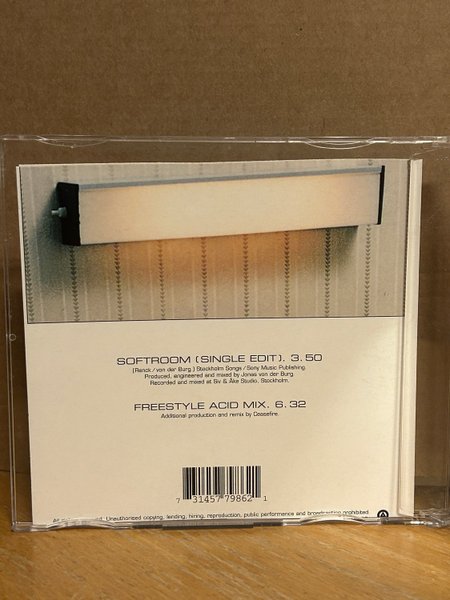 SOFTROOM (SINGLE EDIT). 3.50
(Renck / von der Burg.) Stockholm Songs / Sony Music Publishing.
Produced, engineered and mixed by Jonas von der Burg.
Recorded and mixed at Siv & Åke Studio, Stockholm.
FREESTYLE ACID MIX. 6.32
Additional production and remix by Ceasefire.
7 31457 79862 1
All Unauthorised copying, lending, hiring, reproduction, public performance and broadcasting prohibited